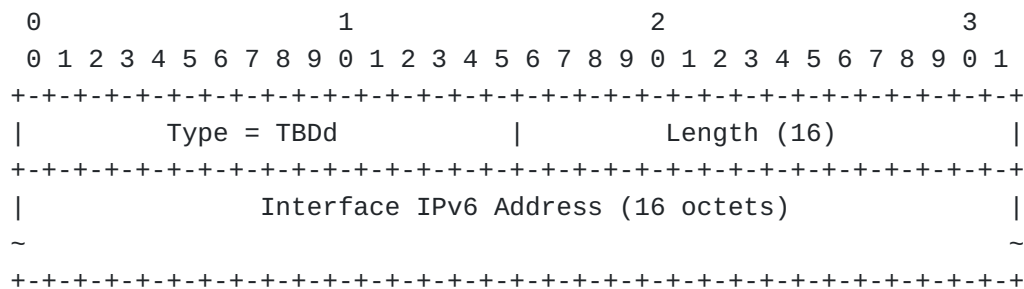 0                   1                   2                   3
 0 1 2 3 4 5 6 7 8 9 0 1 2 3 4 5 6 7 8 9 0 1 2 3 4 5 6 7 8 9 0 1
+-+-+-+-+-+-+-+-+-+-+-+-+-+-+-+-+-+-+-+-+-+-+-+-+-+-+-+-+-+-+-+-+
|         Type = TBDd           |         Length (16)           |
+-+-+-+-+-+-+-+-+-+-+-+-+-+-+-+-+-+-+-+-+-+-+-+-+-+-+-+-+-+-+-+-+
|               Interface IPv6 Address (16 octets)              |
~                                                               ~
+-+-+-+-+-+-+-+-+-+-+-+-+-+-+-+-+-+-+-+-+-+-+-+-+-+-+-+-+-+-+-+-+